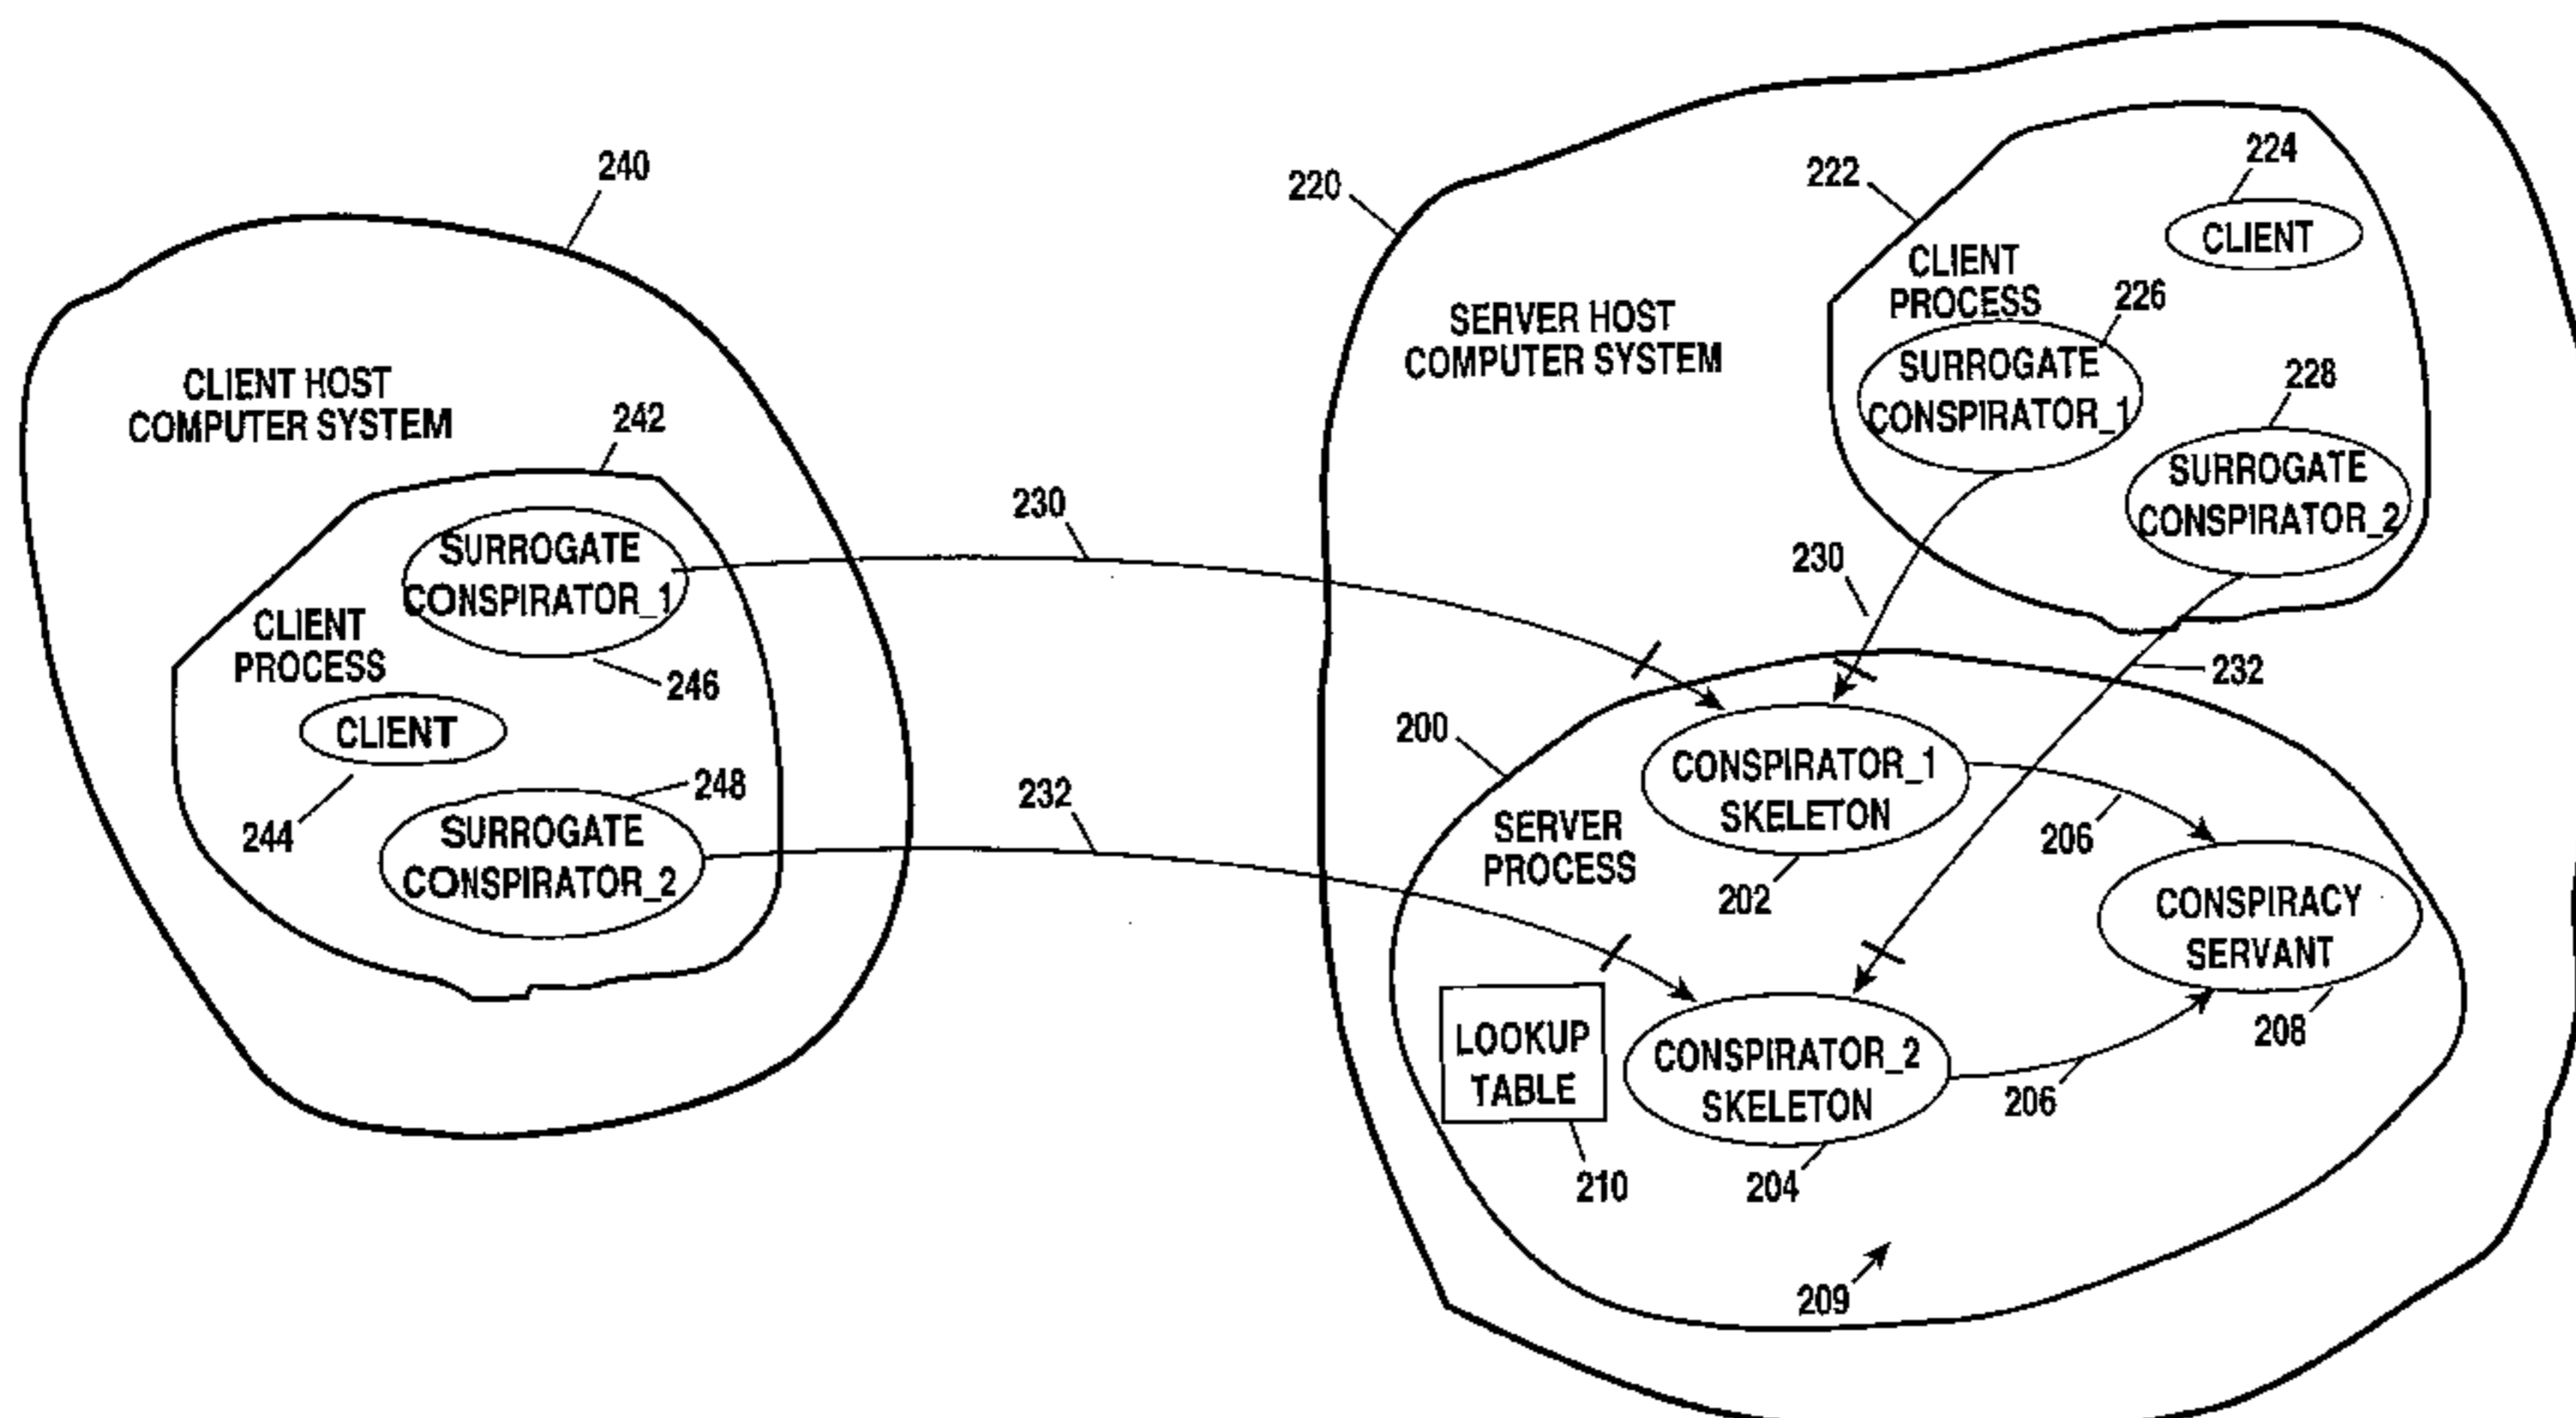 240
CLIENT HOST
COMPUTER SYSTEM
242
SURROGATE
CONSPIRATOR_1
CLIENT
PROCESS
246
CLIENT
244
248
SURROGATE
CONSPIRATOR_2
230
232
220
SERVER HOST
COMPUTER SYSTEM
222
224
CLIENT
CLIENT
PROCESS
226
SURROGATE
CONSPIRATOR_1
228
SURROGATE
CONSPIRATOR_2
230
232
200
CONSPIRATOR_1
SKELETON
202
SERVER
PROCESS
206
CONSPIRACY
SERVANT
208
LOOKUP
TABLE
210
CONSPIRATOR_2
SKELETON
204
206
209